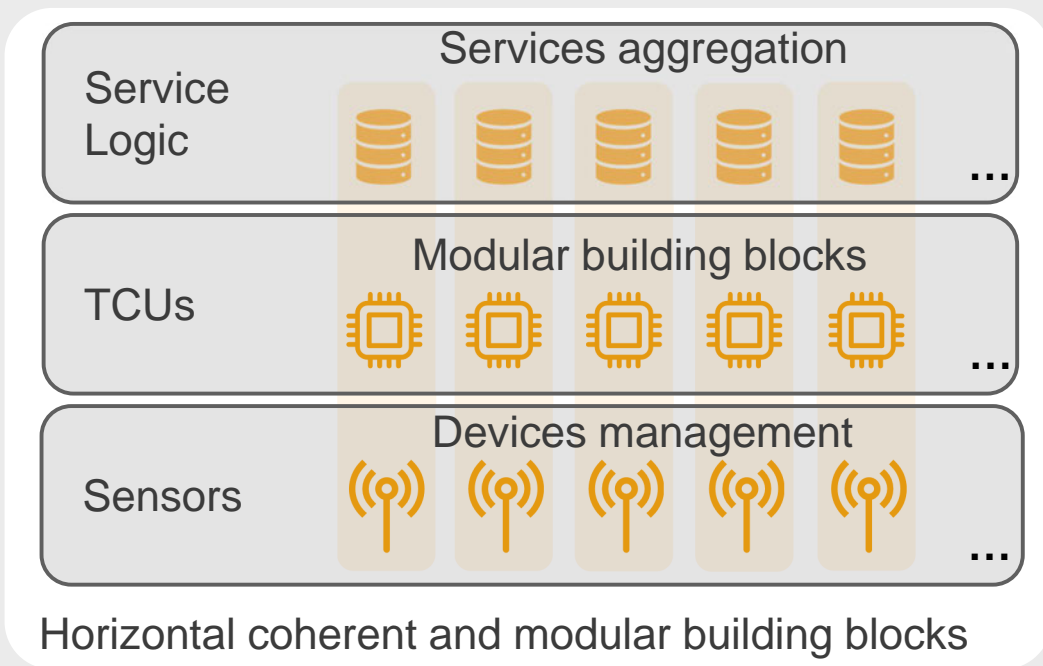 Services aggregation
Service
Logic
...
Modular building blocks
TCUs
...
Devices management
Sensors
...
Horizontal coherent and modular building blocks